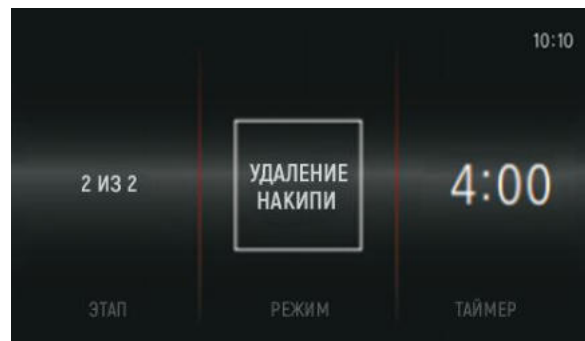 10:10
2 ИЗ 2
УДАЛЕНИЕ
НАКИПИ
4:00
ЭТАП
РЕЖИМ
ТАЙМЕР